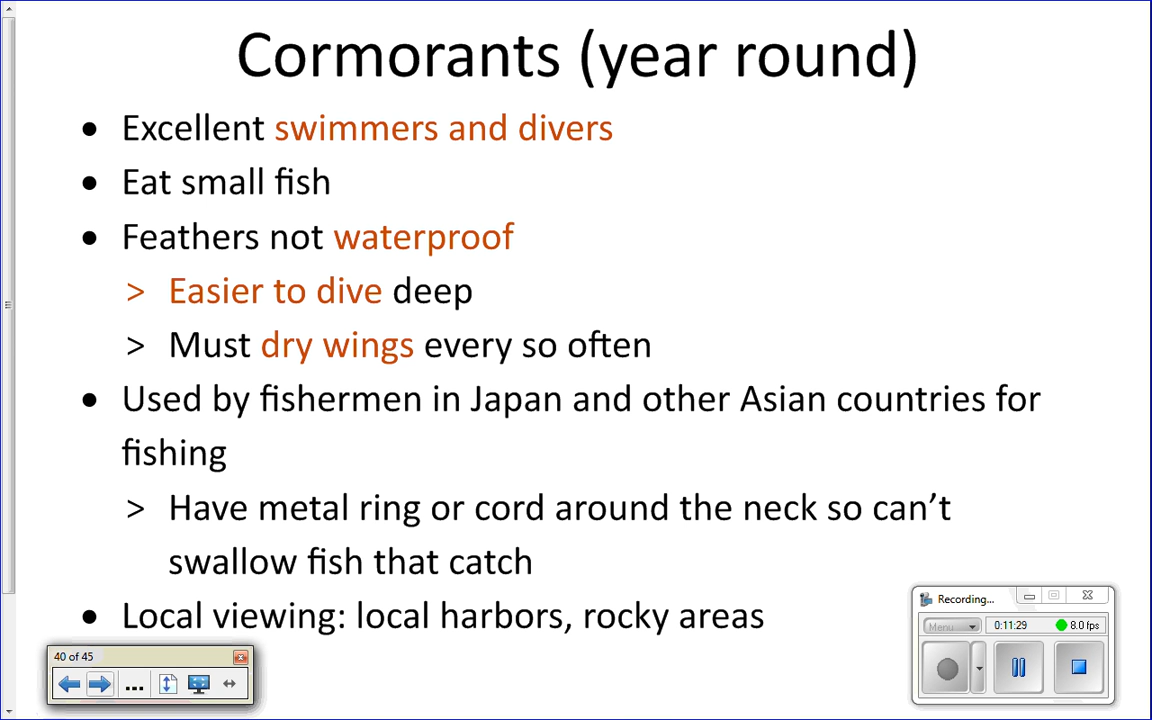 Cormorants (year round)
• Excellent swimmers and divers
• Eat small fish
• Feathers not waterproof
> Easier to dive deep
> Must dry wings every so often
• Used by fishermen in Japan and other Asian countries for
fishing
> Have metal ring or cord around the neck so can’t
swallow fish that catch
• Local viewing: local harbors, rocky areas
Recording...
Menu
0:11:29
8.0 fps
40 of 45